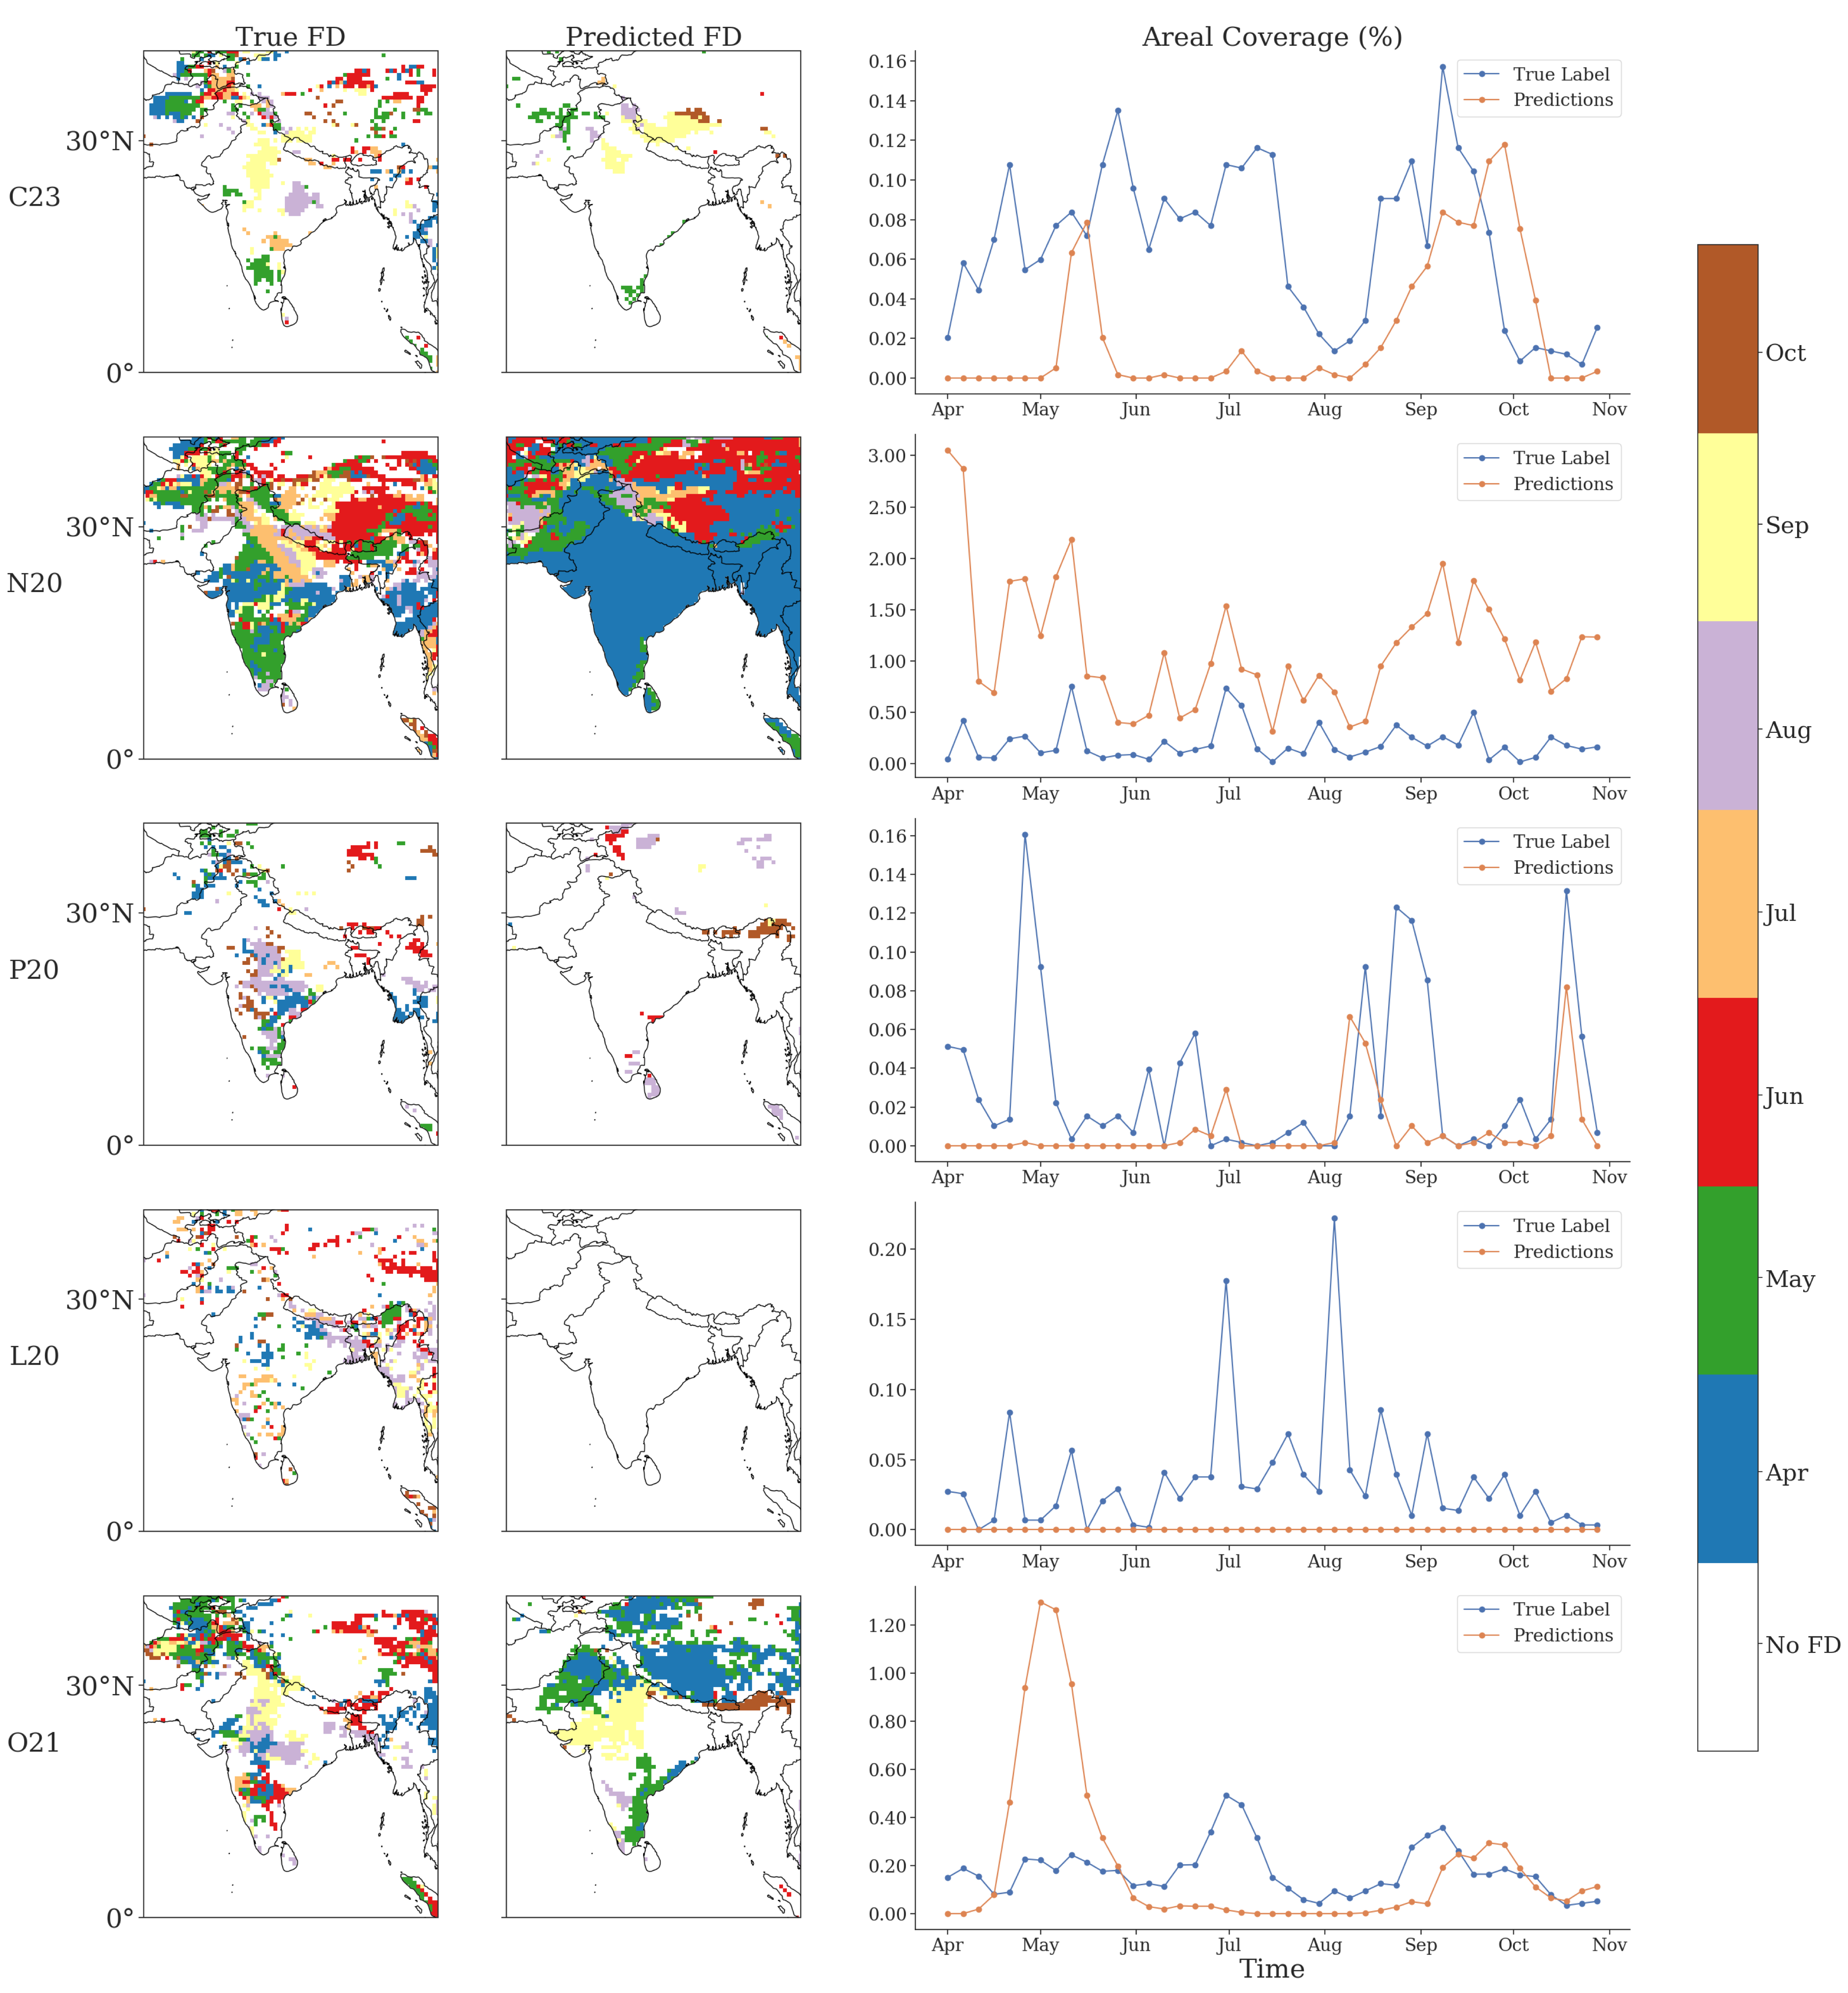 True FD
Predicted FD
Areal Coverage (%)
C23
30°N
0°
0.16
0.14
0.12
0.10
0.08
0.06
0.04
0.02
0.00
True Label
Predictions
Apr May Jun Jul Aug Sep Oct Nov
N20
30°N
0°
3.00
2.50
2.00
1.50
1.00
0.50
0.00
True Label
Predictions
Apr May Jun Jul Aug Sep Oct Nov
P20
30°N
0°
0.16
0.14
0.12
0.10
0.08
0.06
0.04
0.02
0.00
True Label
Predictions
Apr May Jun Jul Aug Sep Oct Nov
L20
30°N
0°
0.20
0.15
0.10
0.05
0.00
True Label
Predictions
Apr May Jun Jul Aug Sep Oct Nov
O21
30°N
0°
1.20
1.00
0.80
0.60
0.40
0.20
0.00
True Label
Predictions
Apr May Jun Jul Aug Sep Oct Nov
Time
Oct
Sep
Aug
Jul
Jun
May
Apr
No FD